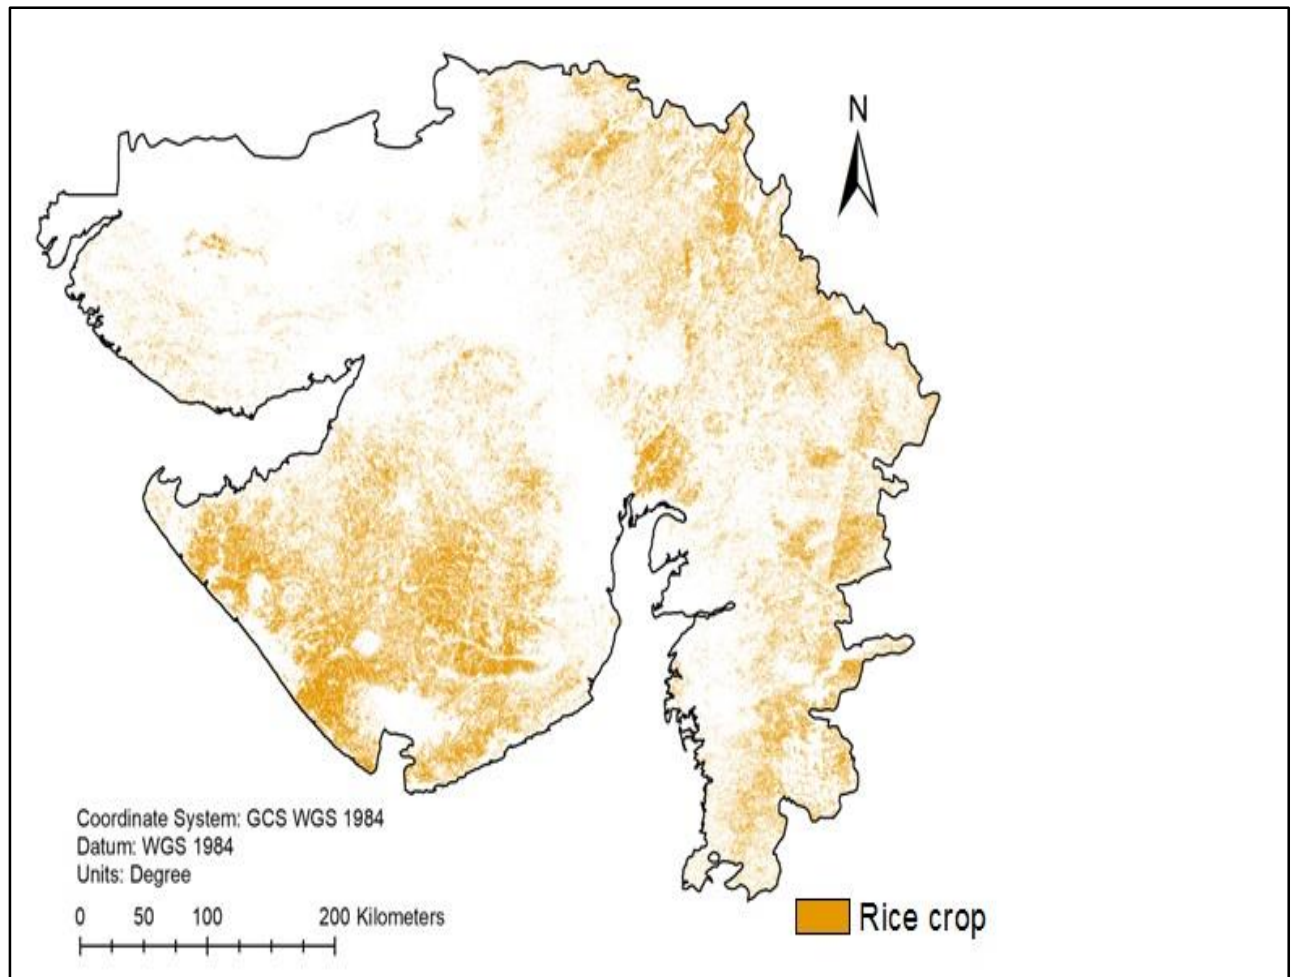 N
Coordinate System: GCS WGS 1984
Datum: WGS 1984
Units: Degree
0 50 100 200 Kilometers
Rice crop